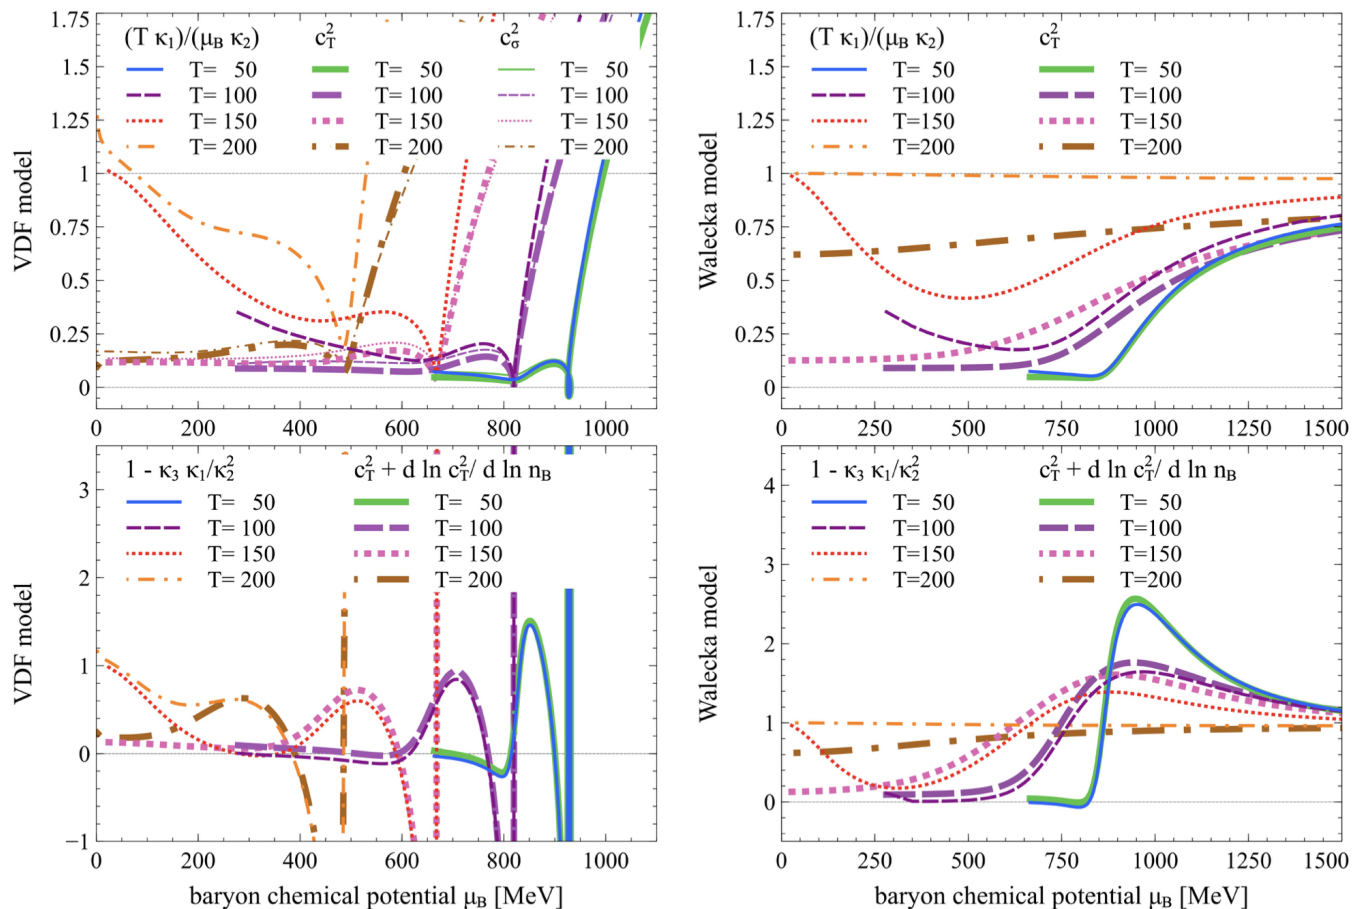 (T κ₁)/(μ_B κ₂) c_T² c_σ²
T= 50 T= 50 T= 50
T= 100 T= 100 T= 100
T= 150 T= 150 T= 150
T= 200 T= 200 T= 200
VDF model
1.75
1.5
1.25
1
0.75
0.5
0.25
0
0 200 400 600 800 1000
(T κ₁)/(μ_B κ₂) c_T²
T= 50 T= 50
T=100 T=100
T=150 T=150
T=200 T=200
Walecka model
1.75
1.5
1.25
1
0.75
0.5
0.25
0
0 250 500 750 1000 1250 1500
1 - κ₃ κ₁/κ₂² c_T² + d ln c_T²/ d ln n_B
T= 50 T= 50
T= 100 T= 100
T= 150 T= 150
T= 200 T= 200
VDF model
3
2
1
0
−1
0 200 400 600 800 1000
baryon chemical potential μ_B [MeV]
1 - κ₃ κ₁/κ₂² c_T² + d ln c_T²/ d ln n_B
T= 50 T= 50
T=100 T=100
T=150 T=150
T=200 T=200
Walecka model
4
3
2
1
0
0 250 500 750 1000 1250 1500
baryon chemical potential μ_B [MeV]